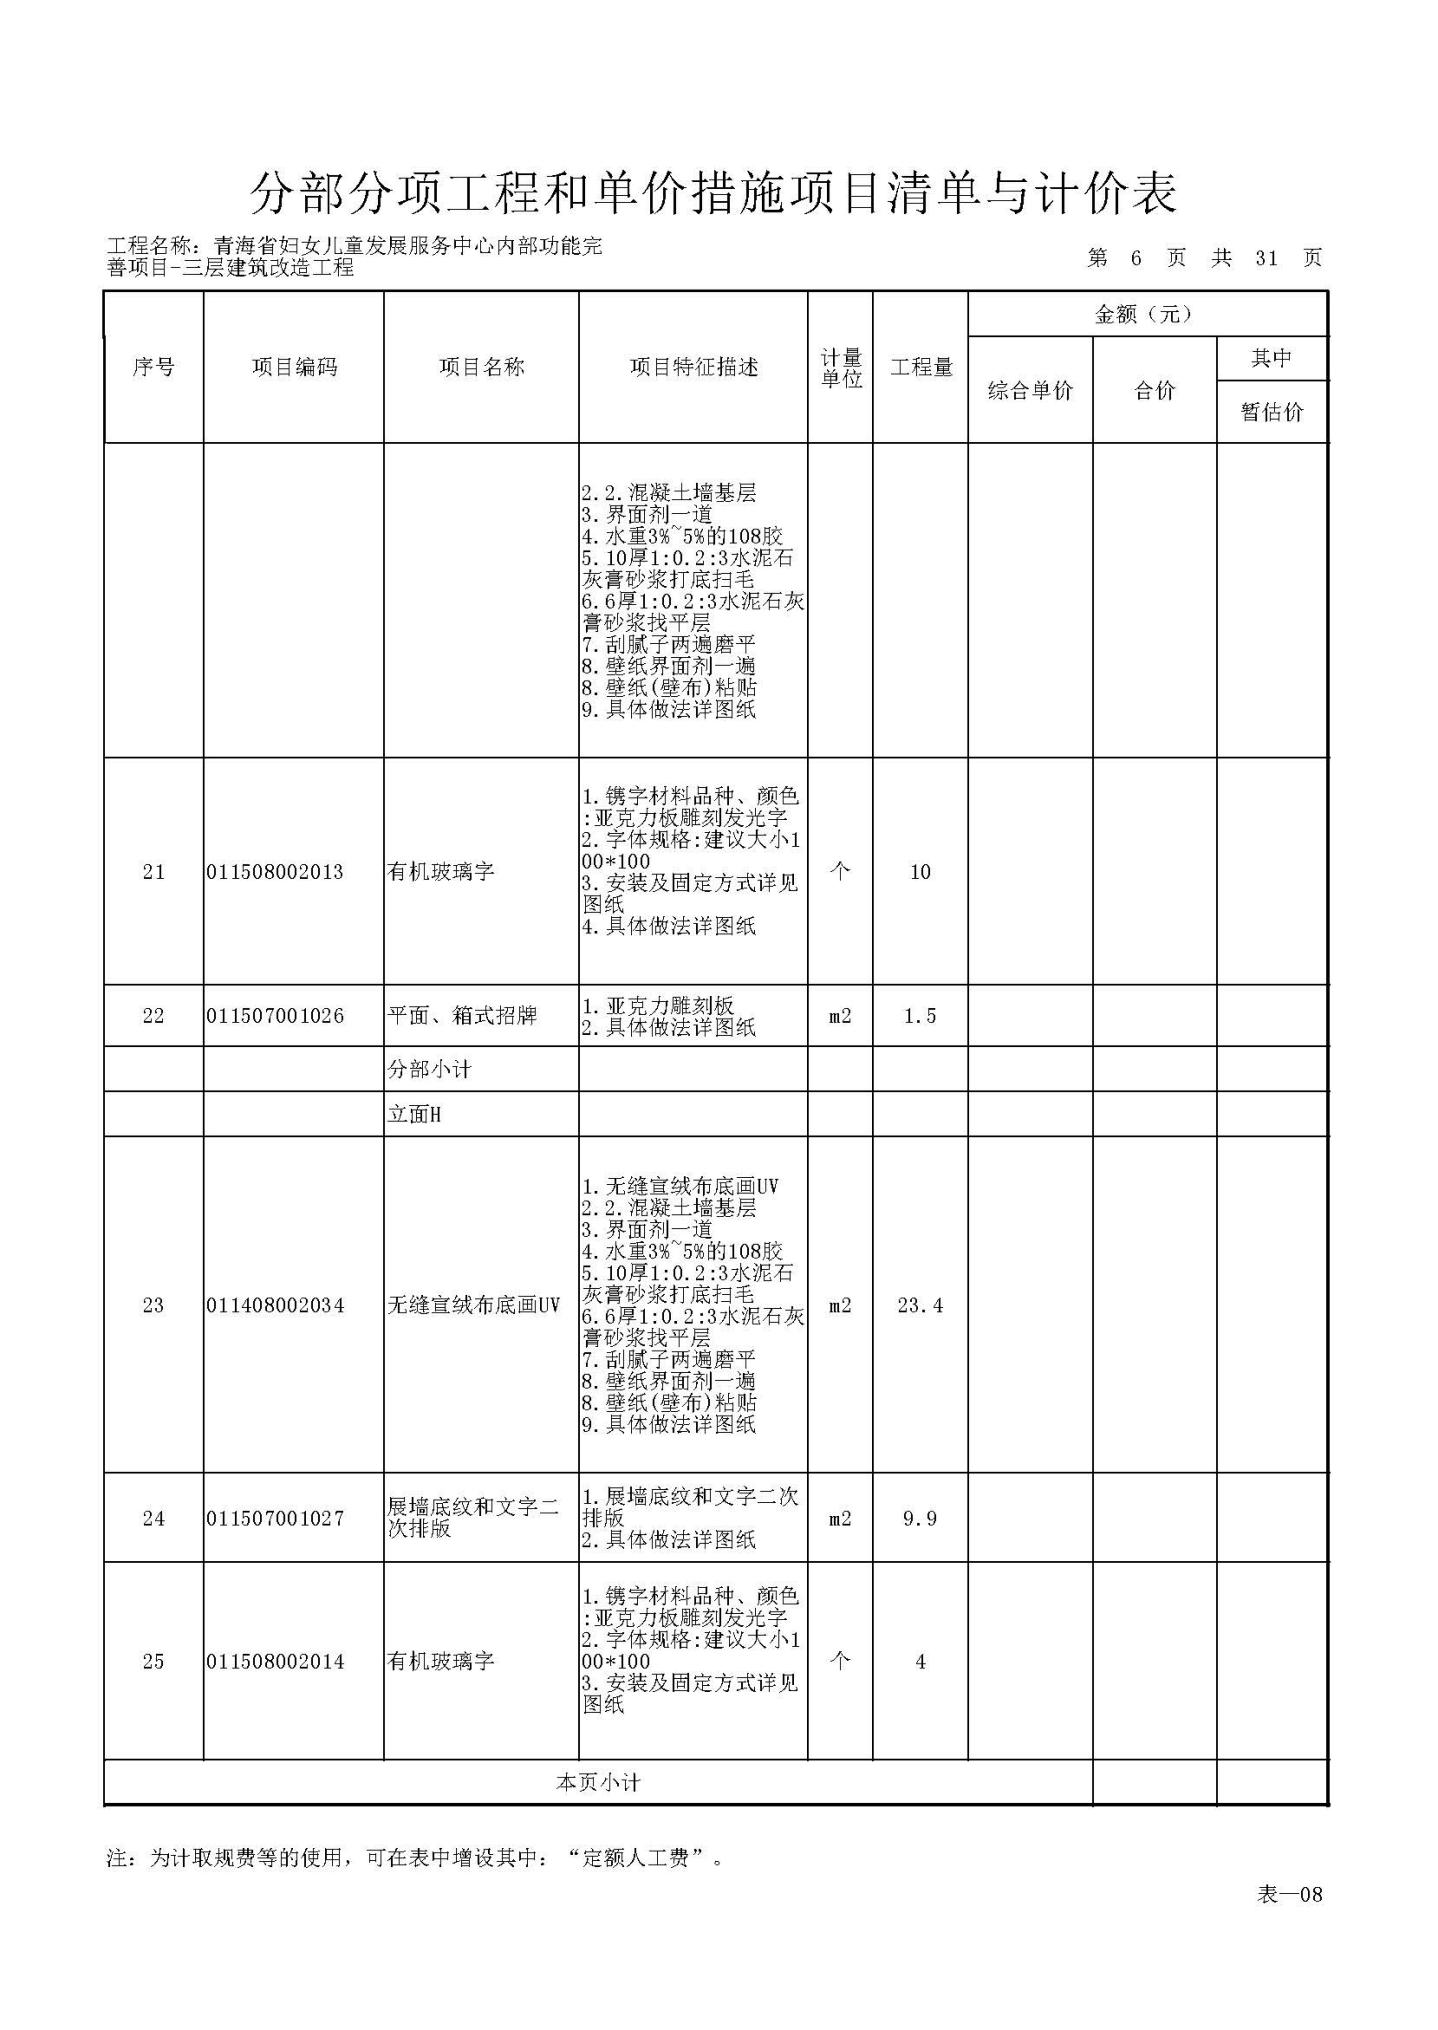 分部分项工程和单价措施项目清单与计价表
工程名称：青海省妇女儿童发展服务中心内部功能完
善项目-三层建筑改造工程
第 6 页 共 31 页
序号
项目编码
项目名称
项目特征描述
计量
单位
工程量
金额（元）
综合单价
合价
其中
暂估价
2.2.混凝土墙基层
3.界面剂一道
4.水重3%~5%的108胶
5.10厚1:0.2:3水泥石
灰膏砂浆打底扫毛
6.6厚1:0.2:3水泥石灰
膏砂浆找平层
7.刮腻子两遍磨平
8.壁纸界面剂一遍
8.壁纸(壁布)粘贴
9.具体做法详图纸
21
011508002013
有机玻璃字
1.镌字材料品种、颜色
:亚克力板雕刻发光字
2.字体规格:建议大小1
00*100
3.安装及固定方式详见
图纸
4.具体做法详图纸
个
10
22
011507001026
平面、箱式招牌
1.亚克力雕刻板
2.具体做法详图纸
m2
1.5
分部小计
立面H
23
011408002034
无缝宣绒布底画UV
1.无缝宣绒布底画UV
2.2.混凝土墙基层
3.界面剂一道
4.水重3%~5%的108胶
5.10厚1:0.2:3水泥石
灰膏砂浆打底扫毛
6.6厚1:0.2:3水泥石灰
膏砂浆找平层
7.刮腻子两遍磨平
8.壁纸界面剂一遍
8.壁纸(壁布)粘贴
9.具体做法详图纸
m2
23.4
24
011507001027
展墙底纹和文字二
次排版
1.展墙底纹和文字二次
排版
2.具体做法详图纸
m2
9.9
25
011508002014
有机玻璃字
1.镌字材料品种、颜色
:亚克力板雕刻发光字
2.字体规格:建议大小1
00*100
3.安装及固定方式详见
图纸
个
4
本页小计
注：为计取规费等的使用，可在表中增设其中：“定额人工费”。
表—08